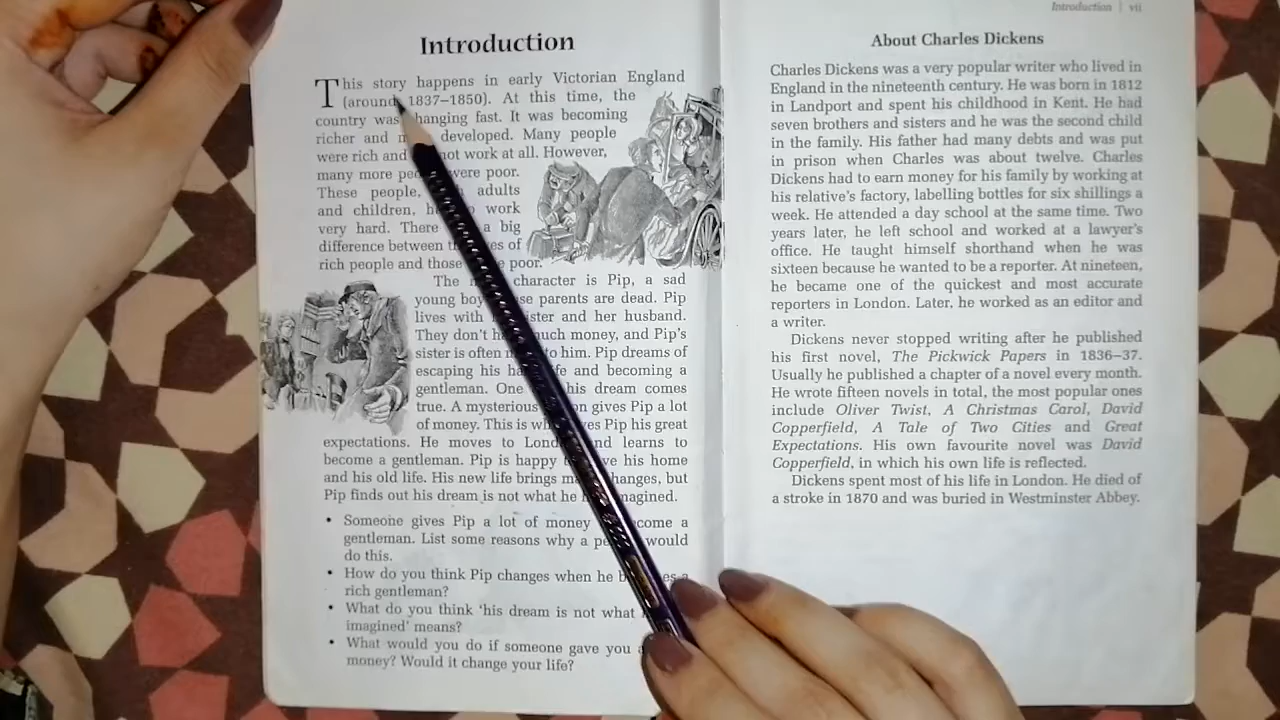 Introduction
This story happens in early Victorian England
(around 1837–1850). At this time, the
country was changing fast. It was becoming
richer and developed. Many people
were rich and not work at all. However,
many more were poor.
These people, adults
and children, work
very hard. There a big
difference between of
rich people and those poor.
The character is Pip, a sad
young boy parents are dead. Pip
lives with sister and her husband.
They don't much money, and Pip's
sister is often to him. Pip dreams of
escaping his and becoming a
gentleman. One his dream comes
true. A mysterious gives Pip a lot
of money. This is Pip his great
expectations. He moves to London and learns to
become a gentleman. Pip is happy his home
and his old life. His new life brings changes, but
Pip finds out his dream is not what he imagined.
• Someone gives Pip a lot of money become a
gentleman. List some reasons why a would
do this.
• How do you think Pip changes when he becomes a
rich gentleman?
• What do you think ‘his dream is not what
imagined’ means?
• What would you do if someone gave you
money? Would it change your life?
Introduction | vii
About Charles Dickens
Charles Dickens was a very popular writer who lived in
England in the nineteenth century. He was born in 1812
in Landport and spent his childhood in Kent. He had
seven brothers and sisters and he was the second child
in the family. His father had many debts and was put
in prison when Charles was about twelve. Charles
Dickens had to earn money for his family by working at
his relative's factory, labelling bottles for six shillings a
week. He attended a day school at the same time. Two
years later, he left school and worked at a lawyer's
office. He taught himself shorthand when he was
sixteen because he wanted to be a reporter. At nineteen,
he became one of the quickest and most accurate
reporters in London. Later, he worked as an editor and
a writer.
Dickens never stopped writing after he published
his first novel, The Pickwick Papers in 1836–37.
Usually he published a chapter of a novel every month.
He wrote fifteen novels in total, the most popular ones
include Oliver Twist, A Christmas Carol, David
Copperfield, A Tale of Two Cities and Great
Expectations. His own favourite novel was David
Copperfield, in which his own life is reflected.
Dickens spent most of his life in London. He died of
a stroke in 1870 and was buried in Westminster Abbey.